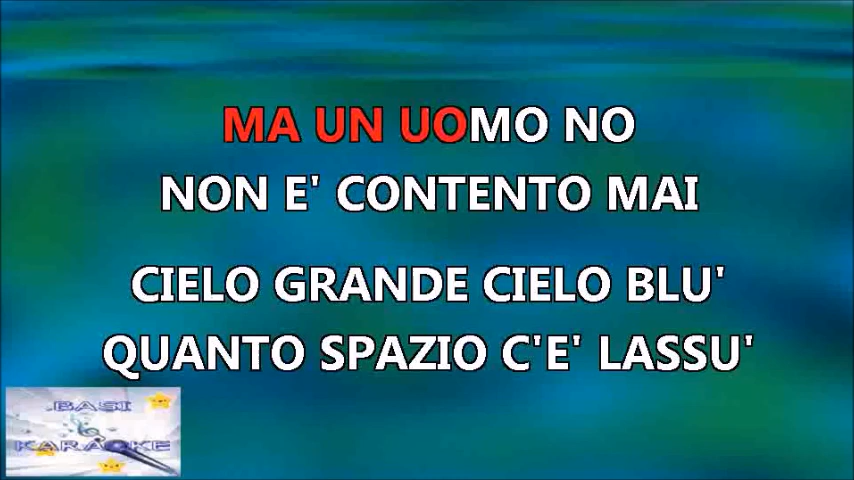 MA UN UOMO NO
NON E' CONTENTO MAI
CIELO GRANDE CIELO BLU'
QUANTO SPAZIO C'E' LASSU'
BASI
KARAOKE